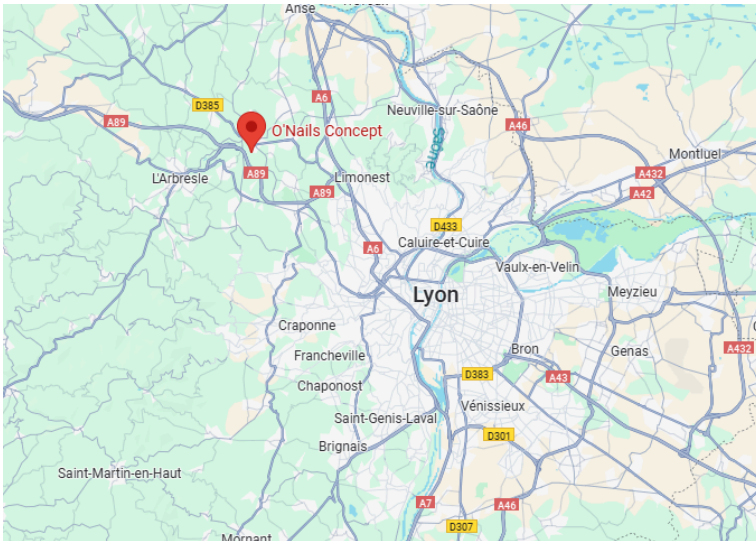 Anse
D385
A6
Neuville-sur-Saône
A89
A46
O'Nails Concept
Saône
Montluel
L'Arbresle
A89
Limonest
A432
A89
A42
D433
A6
Caluire-et-Cuire
Vaulx-en-Velin
Lyon
Meyzieu
Craponne
Bron
Genas
A432
Francheville
D383
A43
Chaponost
Vénissieux
Saint-Genis-Laval
D301
Brignais
Saint-Martin-en-Haut
A7
A46
D307
Mornant